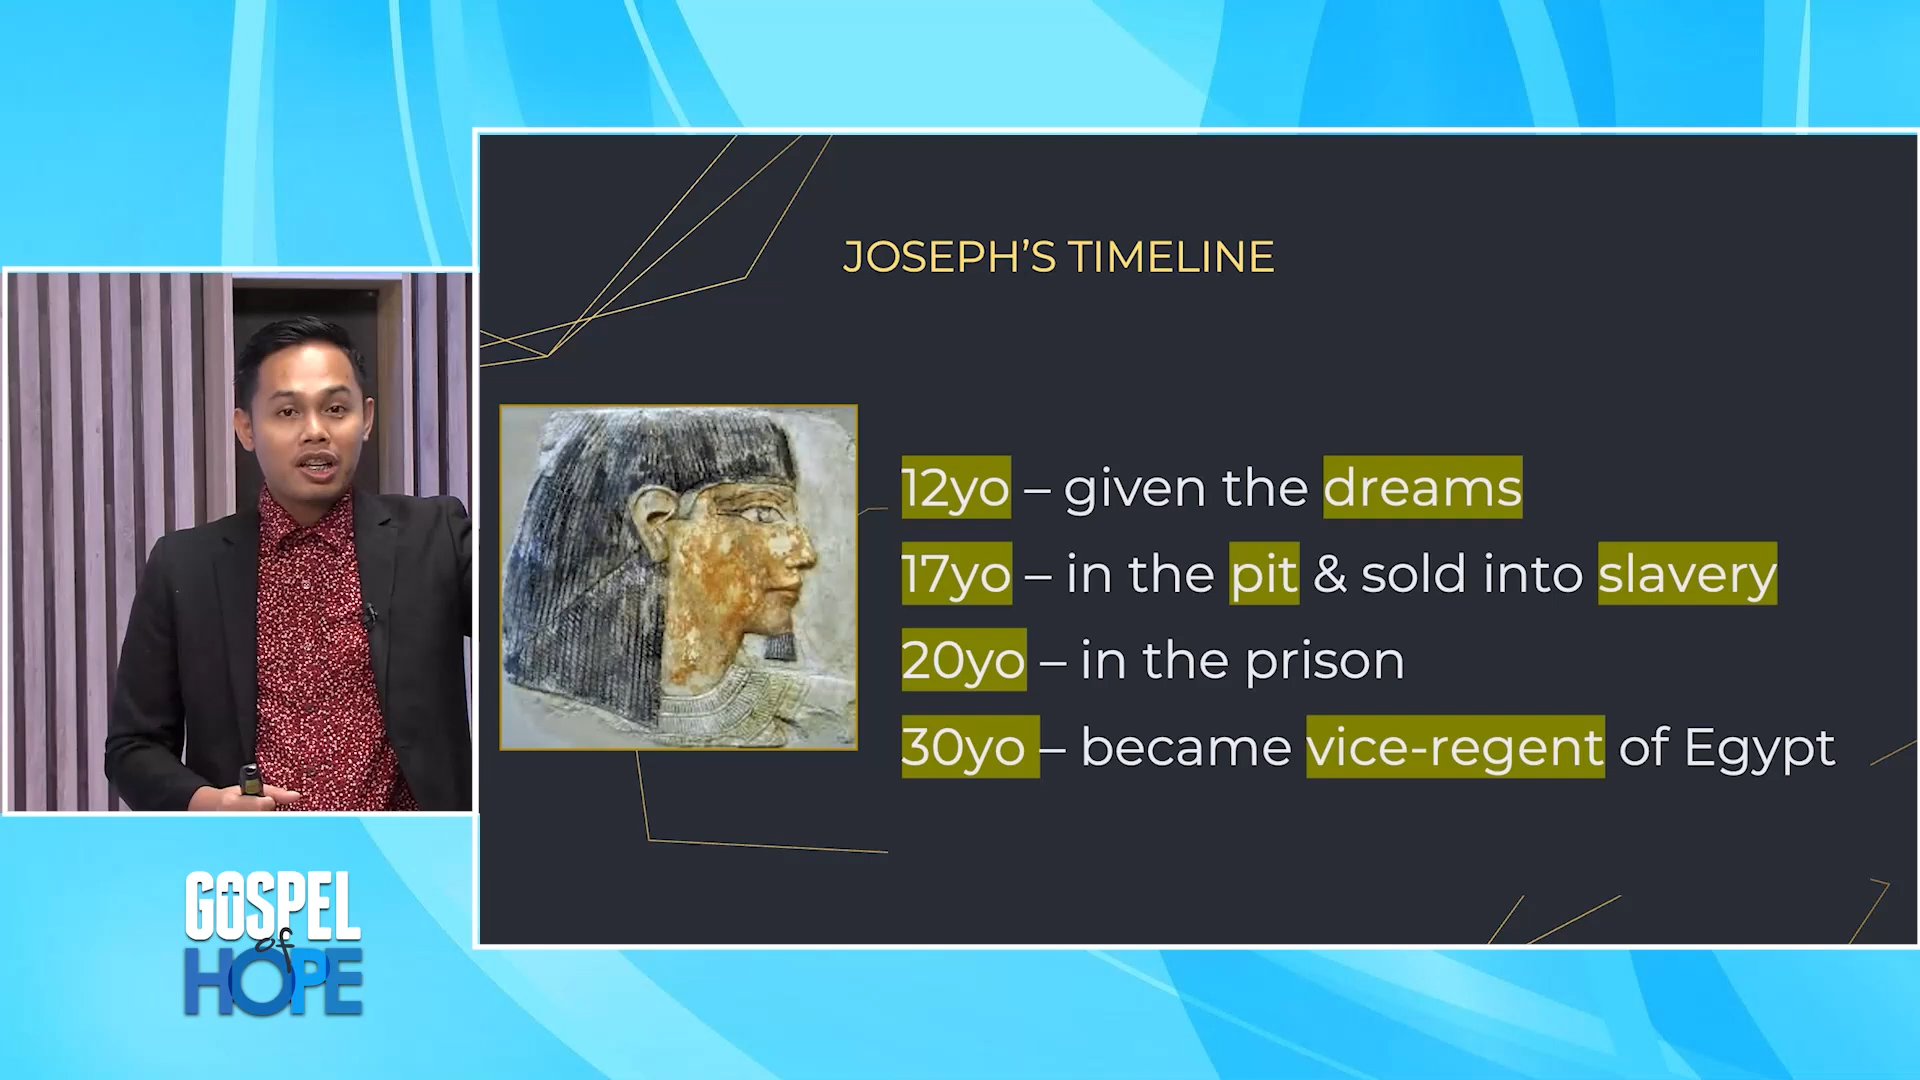 JOSEPH’S TIMELINE
12yo – given the dreams
17yo – in the pit & sold into slavery
20yo – in the prison
30yo – became vice-regent of Egypt
GOSPEL
of
HOPE